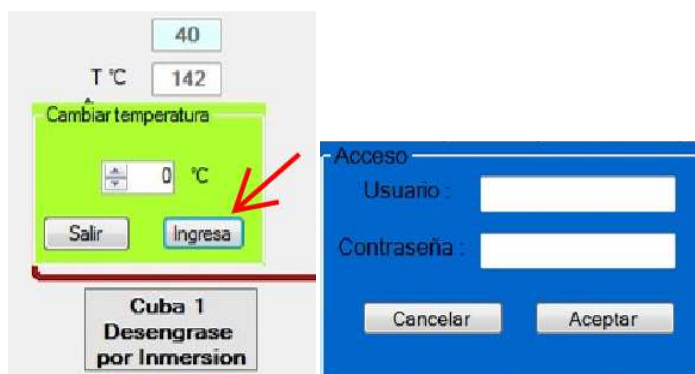 40
T °C 142
Cambiar temperatura
0 °C
Salir Ingresa
Cuba 1
Desengrase
por Inmersion
Acceso
Usuario :
Contraseña :
Cancelar Aceptar